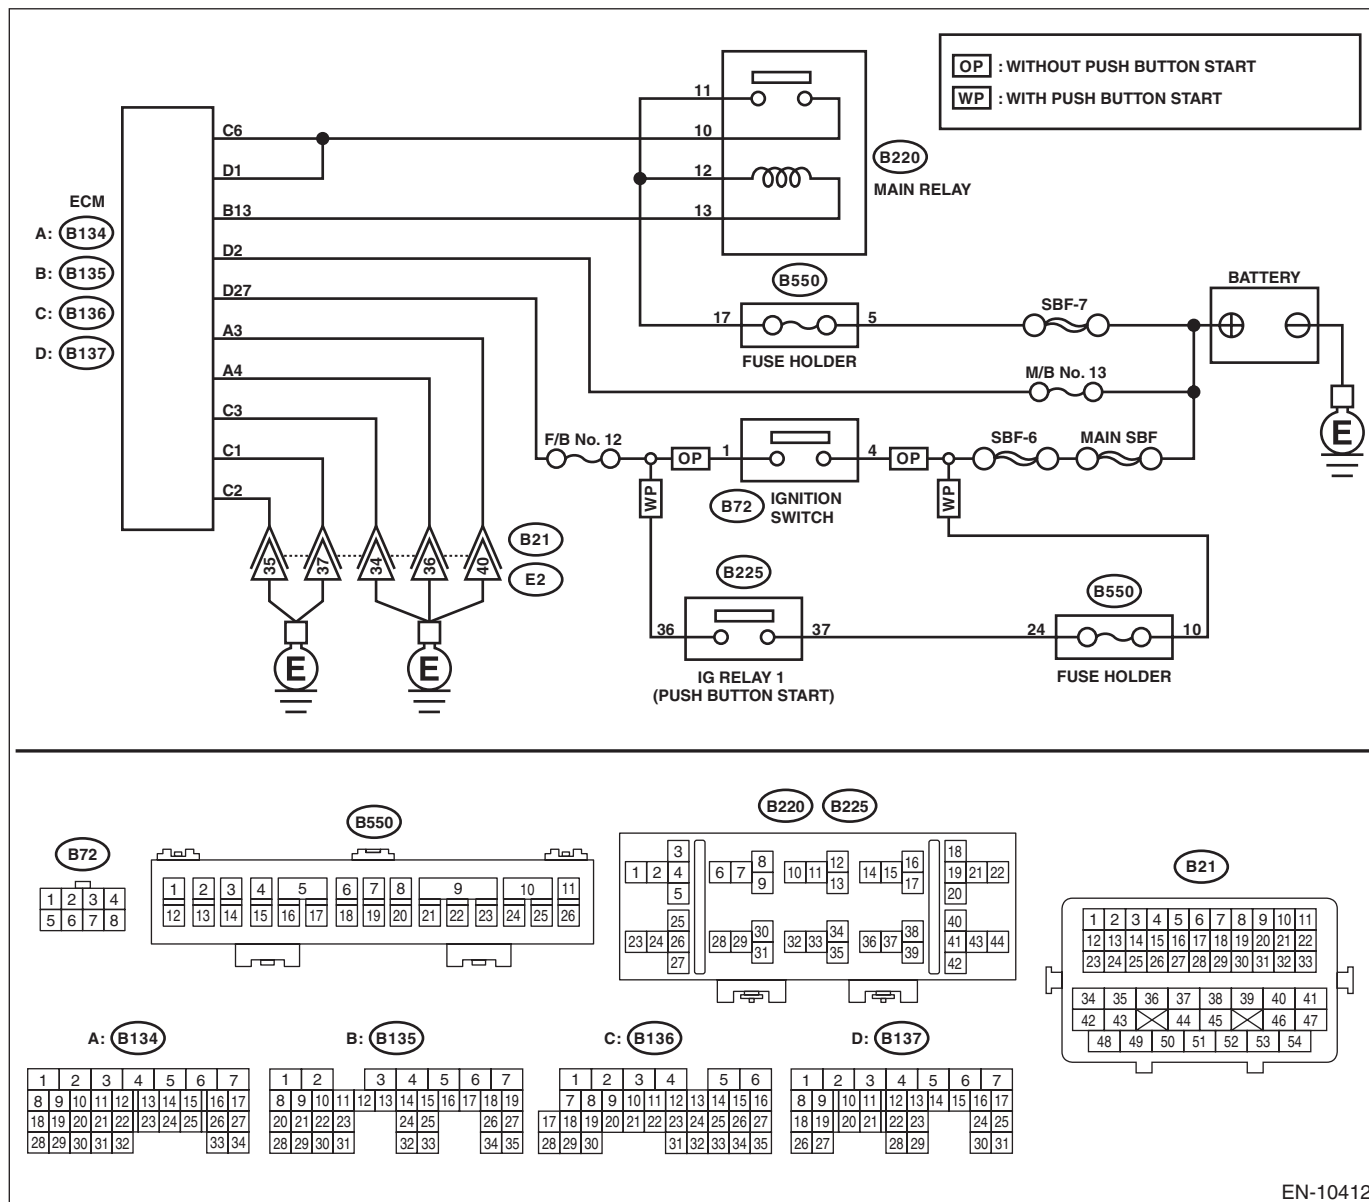 OP : WITHOUT PUSH BUTTON START
WP : WITH PUSH BUTTON START
11
10
12
13
B220
MAIN RELAY
ECM
A: B134
B: B135
C: B136
D: B137
C6
D1
B13
D2
D27
A3
A4
C3
C1
C2
B550
17
5
FUSE HOLDER
SBF-7
BATTERY
E
M/B No. 13
F/B No. 12
OP
1
4
OP
SBF-6
MAIN SBF
WP
B72
IGNITION
SWITCH
WP
35
37
34
36
40
B21
E2
E
E
B225
36
37
IG RELAY 1
(PUSH BUTTON START)
B550
24
10
FUSE HOLDER
B72
1 2 3 4
5 6 7 8
B550
1 2 3 4 5 6 7 8 9 10 11
12 13 14 15 16 17 18 19 20 21 22 23 24 25 26
B220 B225
3 8 12 16 18
1 2 4 6 7 10 11 14 15 19 21 22
5 9 13 17 20
25 30 34 38 40
23 24 26 28 29 32 33 36 37 41 43 44
27 31 35 39 42
B21
1 2 3 4 5 6 7 8 9 10 11
12 13 14 15 16 17 18 19 20 21 22
23 24 25 26 27 28 29 30 31 32 33
34 35 36 37 38 39 40 41
42 43 44 45 46 47
48 49 50 51 52 53 54
A: B134
1 2 3 4 5 6 7
8 9 10 11 12 13 14 15 16 17
18 19 20 21 22 23 24 25 26 27
28 29 30 31 32 33 34
B: B135
1 2 3 4 5 6 7
8 9 10 11 12 13 14 15 16 17 18 19
20 21 22 23 24 25 26 27
28 29 30 31 32 33 34 35
C: B136
1 2 3 4 5 6
7 8 9 10 11 12 13 14 15 16
17 18 19 20 21 22 23 24 25 26 27
28 29 30 31 32 33 34 35
D: B137
1 2 3 4 5 6 7
8 9 10 11 12 13 14 15 16 17
18 19 20 21 22 23 24 25
26 27 28 29 30 31
EN-10412